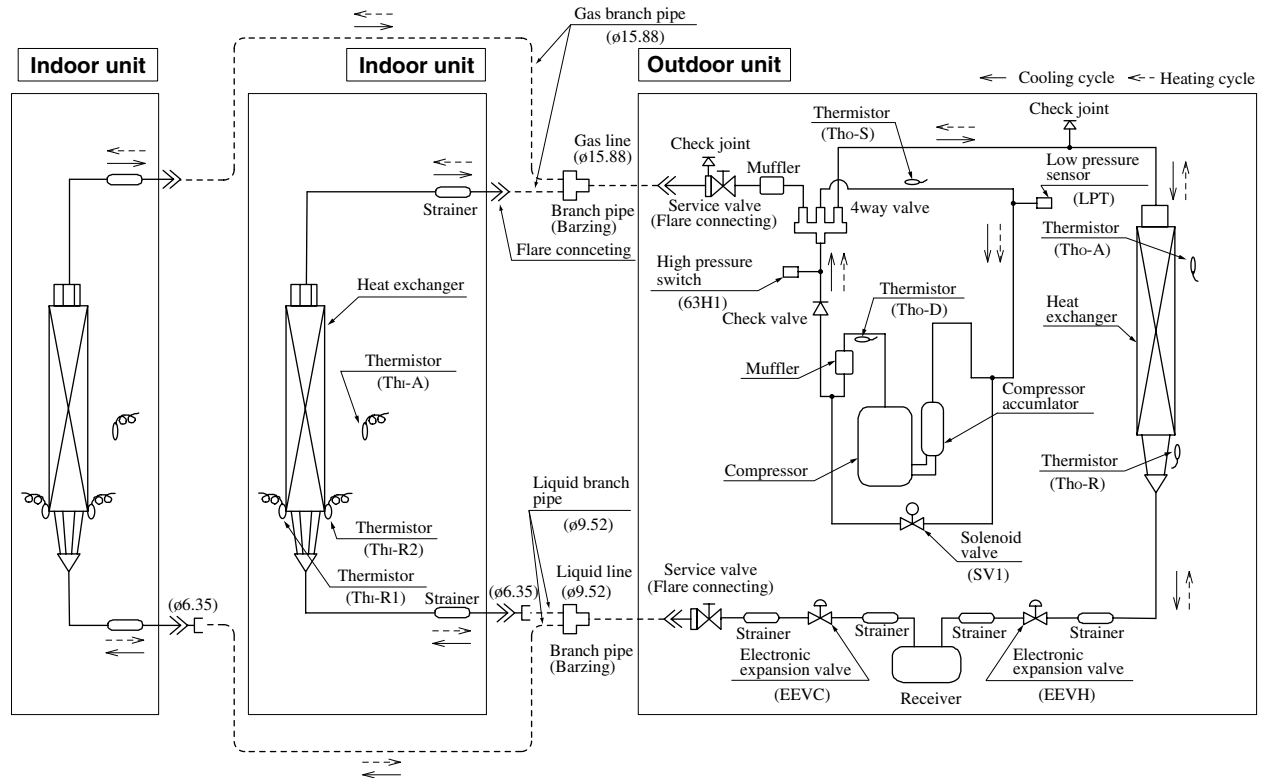 Gas branch pipe
(ø15.88)
Indoor unit
Indoor unit
Outdoor unit
Cooling cycle
Heating cycle
Check joint
Thermistor
(Tho-S)
Gas line
(ø15.88)
Check joint
Muffler
Low pressure
sensor
(LPT)
Strainer
Branch pipe
(Barzing)
Service valve
(Flare connecting)
4way valve
Flare connceting
Thermistor
(Tho-A)
High pressure
switch
(63H1)
Heat exchanger
Thermistor
(Tho-D)
Check valve
Heat
exchanger
Thermistor
(ThI-A)
Muffler
Compressor
accumlator
Compressor
Thermistor
(Tho-R)
Liquid branch
pipe
(ø9.52)
Thermistor
(ThI-R2)
Solenoid
valve
(SV1)
Thermistor
(ThI-R1)
Liquid line
(ø9.52)
Service valve
(Flare connecting)
(ø6.35)
Strainer
(ø6.35)
Strainer
Strainer
Strainer
Strainer
Branch pipe
(Barzing)
Electronic
expansion valve
(EEVC)
Receiver
Electronic
expansion valve
(EEVH)